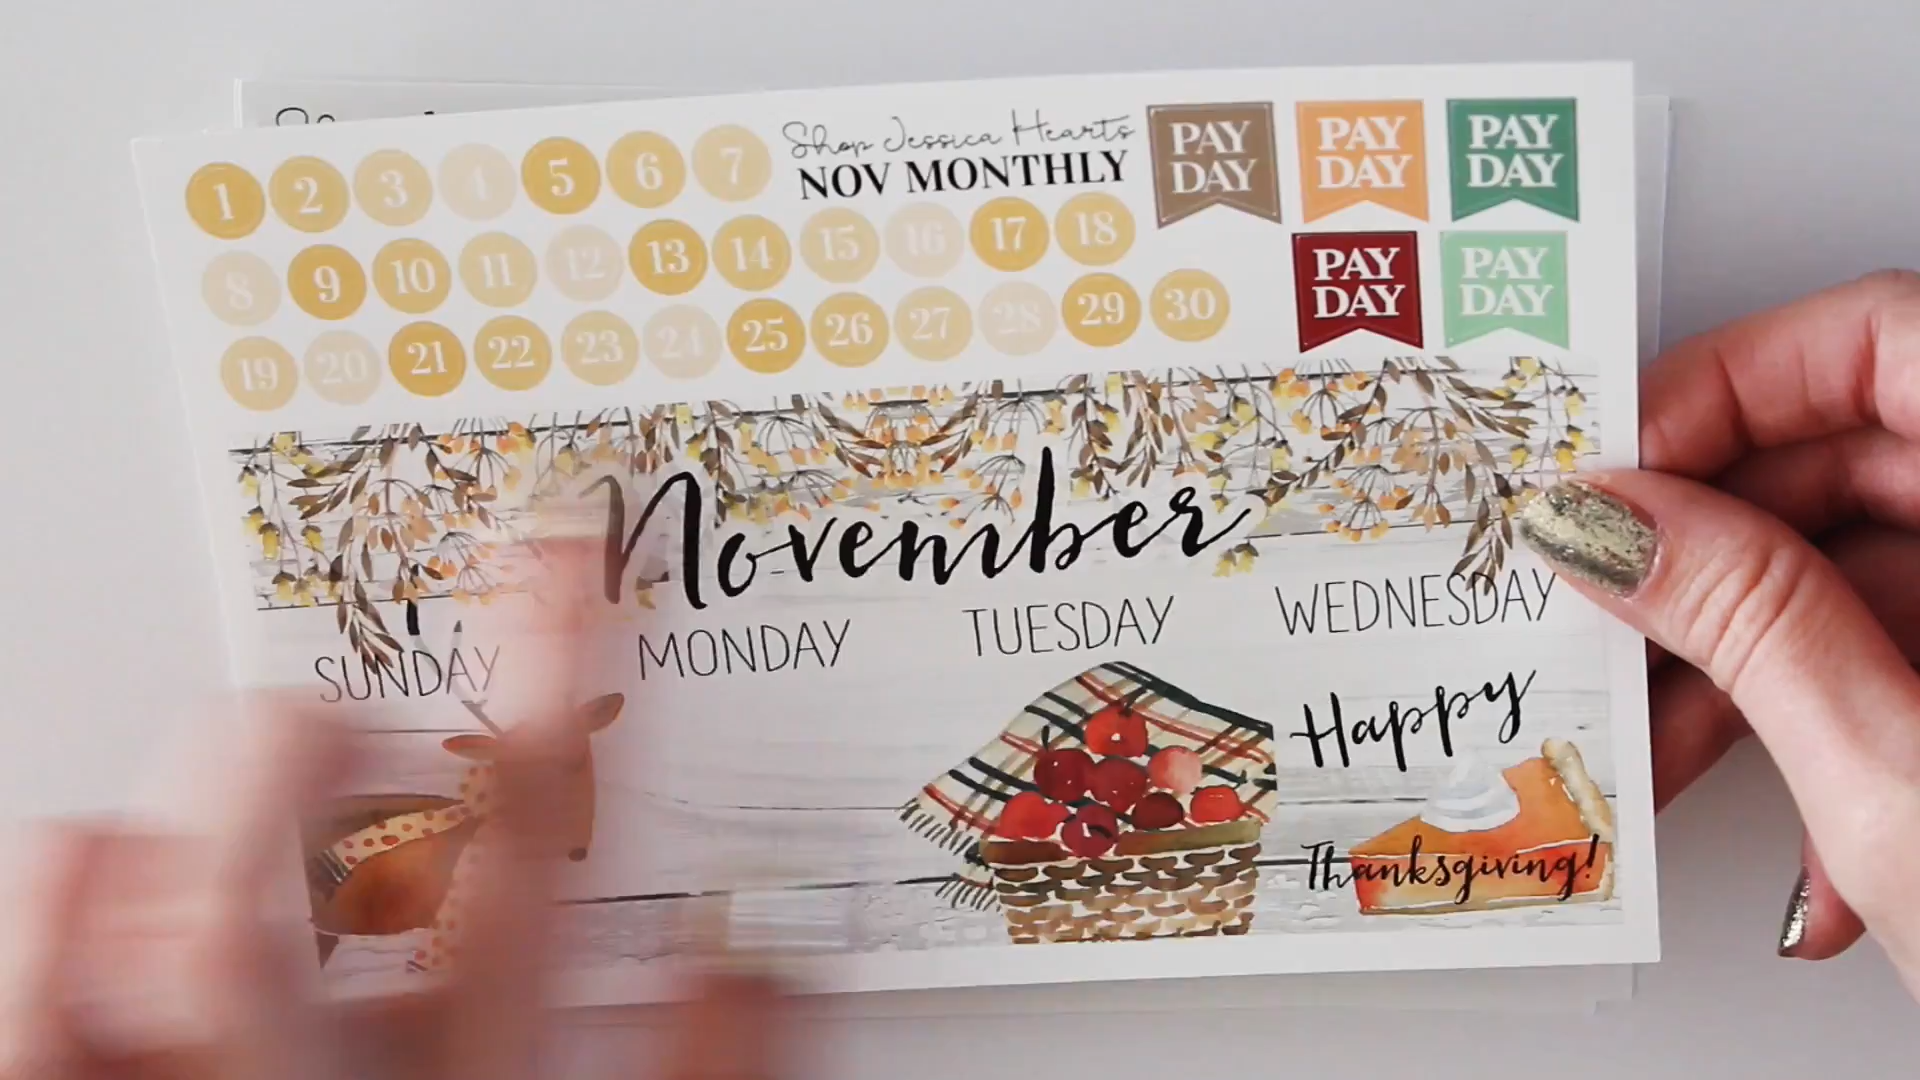 Shop Jessica Hearts
NOV MONTHLY
1 2 3 4 5 6 7
8 9 10 11 12 13 14 15 16 17 18
19 20 21 22 23 24 25 26 27 28 29 30
PAY
DAY
PAY
DAY
PAY
DAY
PAY
DAY
PAY
DAY
November
SUNDAY MONDAY TUESDAY WEDNESDAY
Happy
Thanksgiving!